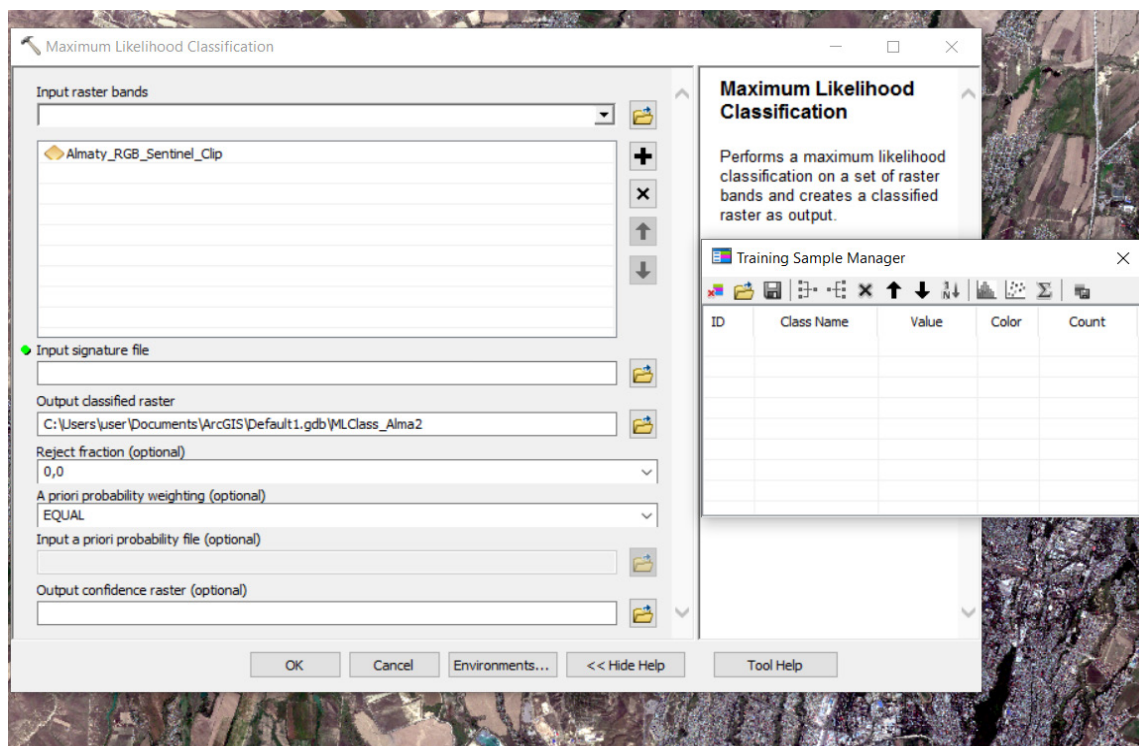 Maximum Likelihood Classification
Input raster bands
Almaty_RGB_Sentinel_Clip
Input signature file
Output classified raster
C:\Users\user\Documents\ArcGIS\Default1.gdb\MLClass_Alma2
Reject fraction (optional)
0,0
A priori probability weighting (optional)
EQUAL
Input a priori probability file (optional)
Output confidence raster (optional)
OK
Cancel
Environments...
<< Hide Help
Tool Help
Maximum Likelihood
Classification
Performs a maximum likelihood
classification on a set of raster
bands and creates a classified
raster as output.
Training Sample Manager
ID Class Name Value Color Count